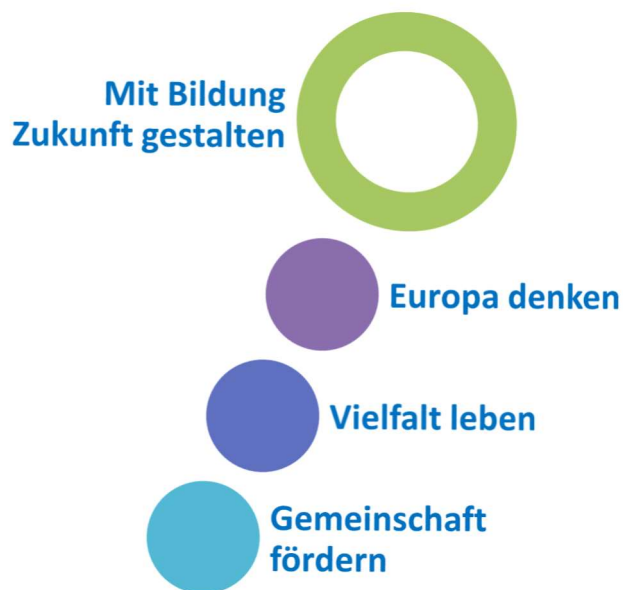 Mit Bildung
Zukunft gestalten
Europa denken
Vielfalt leben
Gemeinschaft
fördern